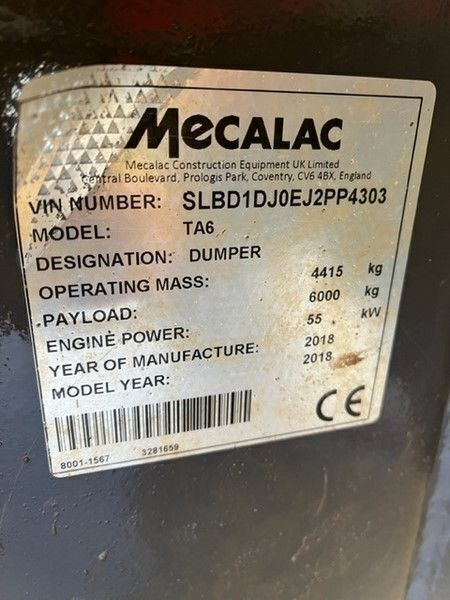 MECALAC
Mecalac Construction Equipment UK Limited
Central Boulevard, Prologis Park, Coventry, CV6 4BX, England
VIN NUMBER: SLBD1DJ0EJ2PP4303
MODEL: TA6
DESIGNATION: DUMPER
OPERATING MASS: 4415 kg
PAYLOAD: 6000 kg
ENGINE POWER: 55 kW
YEAR OF MANUFACTURE: 2018
MODEL YEAR: 2018
CE
8001-1567 3281659